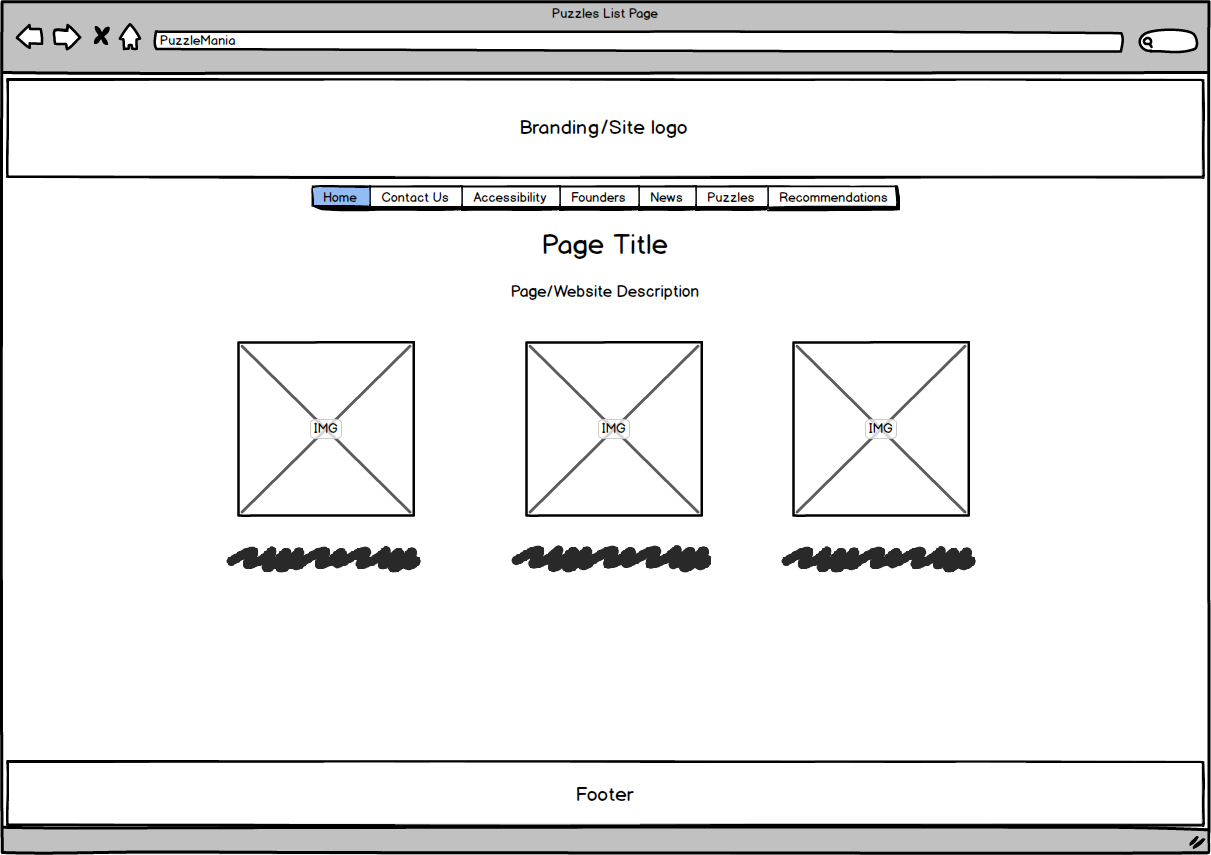 Puzzles List Page
PuzzleMania
Branding/Site logo
Home Contact Us Accessibility Founders News Puzzles Recommendations
Page Title
Page/Website Description
IMG IMG IMG
Footer